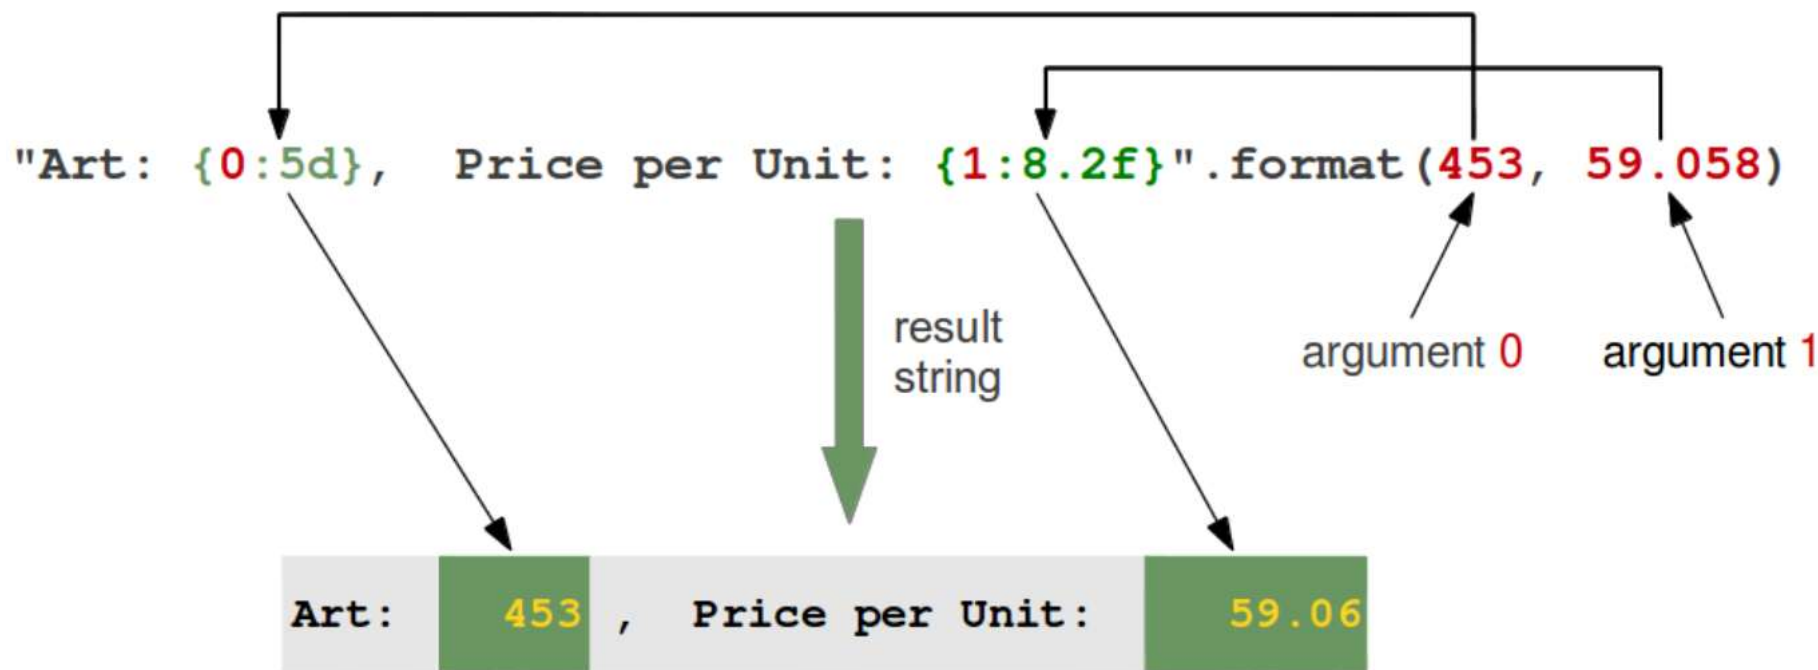 "Art: {0:5d},  Price per Unit: {1:8.2f}".format(453, 59.058)
result
string
argument 0
argument 1
Art:   453 ,  Price per Unit:    59.06